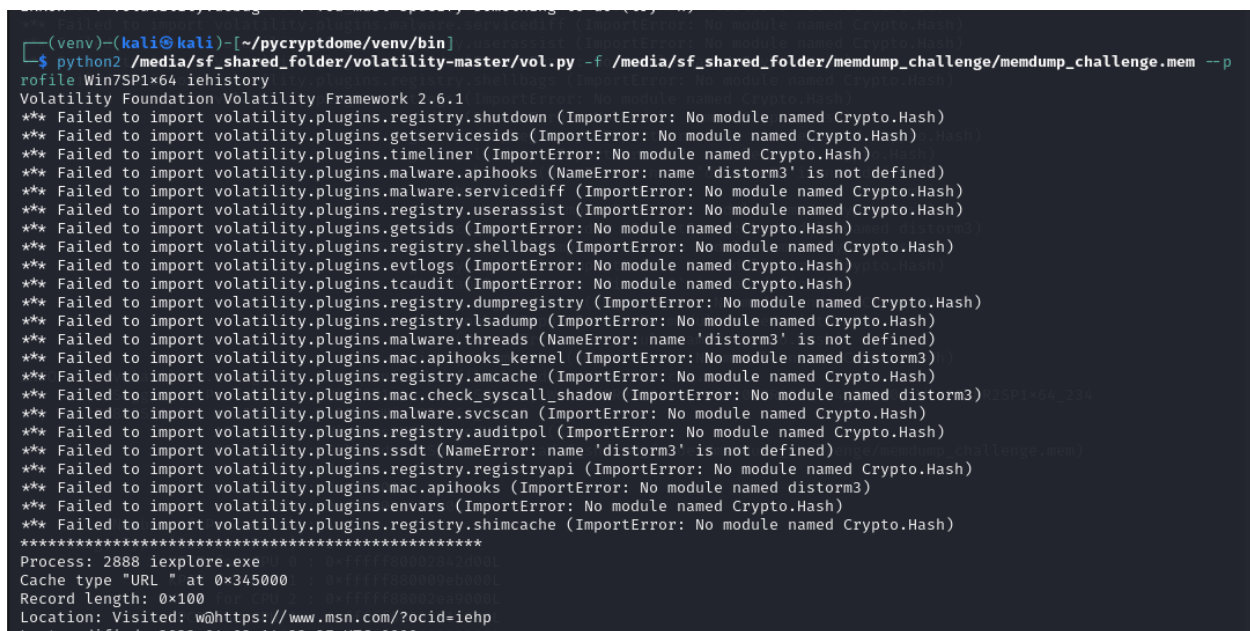 ┌──(venv)─(kali㉿kali)-[~/pycryptdome/venv/bin]
└─$ python2 /media/sf_shared_folder/volatility-master/vol.py -f /media/sf_shared_folder/memdump_challenge/memdump_challenge.mem --p
rofile Win7SP1×64 iehistory
Volatility Foundation Volatility Framework 2.6.1
*** Failed to import volatility.plugins.registry.shutdown (ImportError: No module named Crypto.Hash)
*** Failed to import volatility.plugins.getservicesids (ImportError: No module named Crypto.Hash)
*** Failed to import volatility.plugins.timeliner (ImportError: No module named Crypto.Hash)
*** Failed to import volatility.plugins.malware.apihooks (NameError: name 'distorm3' is not defined)
*** Failed to import volatility.plugins.malware.servicediff (ImportError: No module named Crypto.Hash)
*** Failed to import volatility.plugins.registry.userassist (ImportError: No module named Crypto.Hash)
*** Failed to import volatility.plugins.getsids (ImportError: No module named Crypto.Hash)
*** Failed to import volatility.plugins.registry.shellbags (ImportError: No module named Crypto.Hash)
*** Failed to import volatility.plugins.evtlogs (ImportError: No module named Crypto.Hash)
*** Failed to import volatility.plugins.tcaudit (ImportError: No module named Crypto.Hash)
*** Failed to import volatility.plugins.registry.dumpregistry (ImportError: No module named Crypto.Hash)
*** Failed to import volatility.plugins.registry.lsadump (ImportError: No module named Crypto.Hash)
*** Failed to import volatility.plugins.malware.threads (NameError: name 'distorm3' is not defined)
*** Failed to import volatility.plugins.mac.apihooks_kernel (ImportError: No module named distorm3)
*** Failed to import volatility.plugins.registry.amcache (ImportError: No module named Crypto.Hash)
*** Failed to import volatility.plugins.mac.check_syscall_shadow (ImportError: No module named distorm3)
*** Failed to import volatility.plugins.malware.svcscan (ImportError: No module named Crypto.Hash)
*** Failed to import volatility.plugins.registry.auditpol (ImportError: No module named Crypto.Hash)
*** Failed to import volatility.plugins.ssdt (NameError: name 'distorm3' is not defined)
*** Failed to import volatility.plugins.registry.registryapi (ImportError: No module named Crypto.Hash)
*** Failed to import volatility.plugins.mac.apihooks (ImportError: No module named distorm3)
*** Failed to import volatility.plugins.envars (ImportError: No module named Crypto.Hash)
*** Failed to import volatility.plugins.registry.shimcache (ImportError: No module named Crypto.Hash)
**************************************************
Process: 2888 iexplore.exe
Cache type "URL " at 0×345000
Record length: 0×100
Location: Visited: w@https://www.msn.com/?ocid=iehp